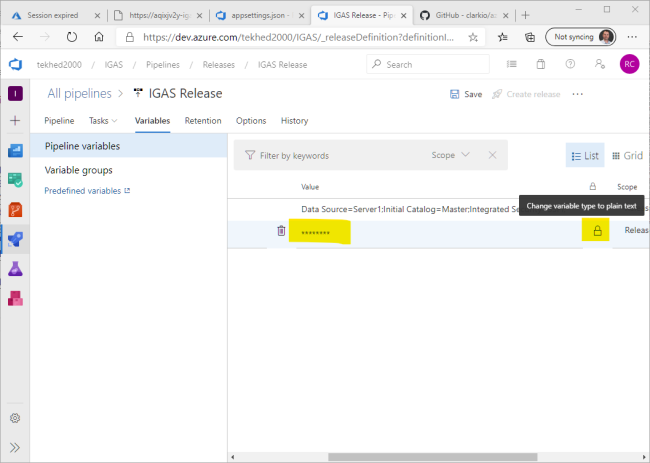 Session expired
https://aqixjv2y-ig
appsettings.json -
IGAS Release - Pip
GitHub - clarkio/az
https://dev.azure.com/tekhed2000/IGAS/_releaseDefinition?definitionI...
Not syncing
tekhed2000 / IGAS / Pipelines / Releases / IGAS Release
Search
RC
I
All pipelines > IGAS Release
Save
Create release
Pipeline Tasks Variables Retention Options History
Pipeline variables
Variable groups
Predefined variables
Filter by keywords
Scope
List
Grid
Value
Scope
Data Source=Server1;Initial Catalog=Master;Integrated Se
Change variable type to plain text
********
Releas